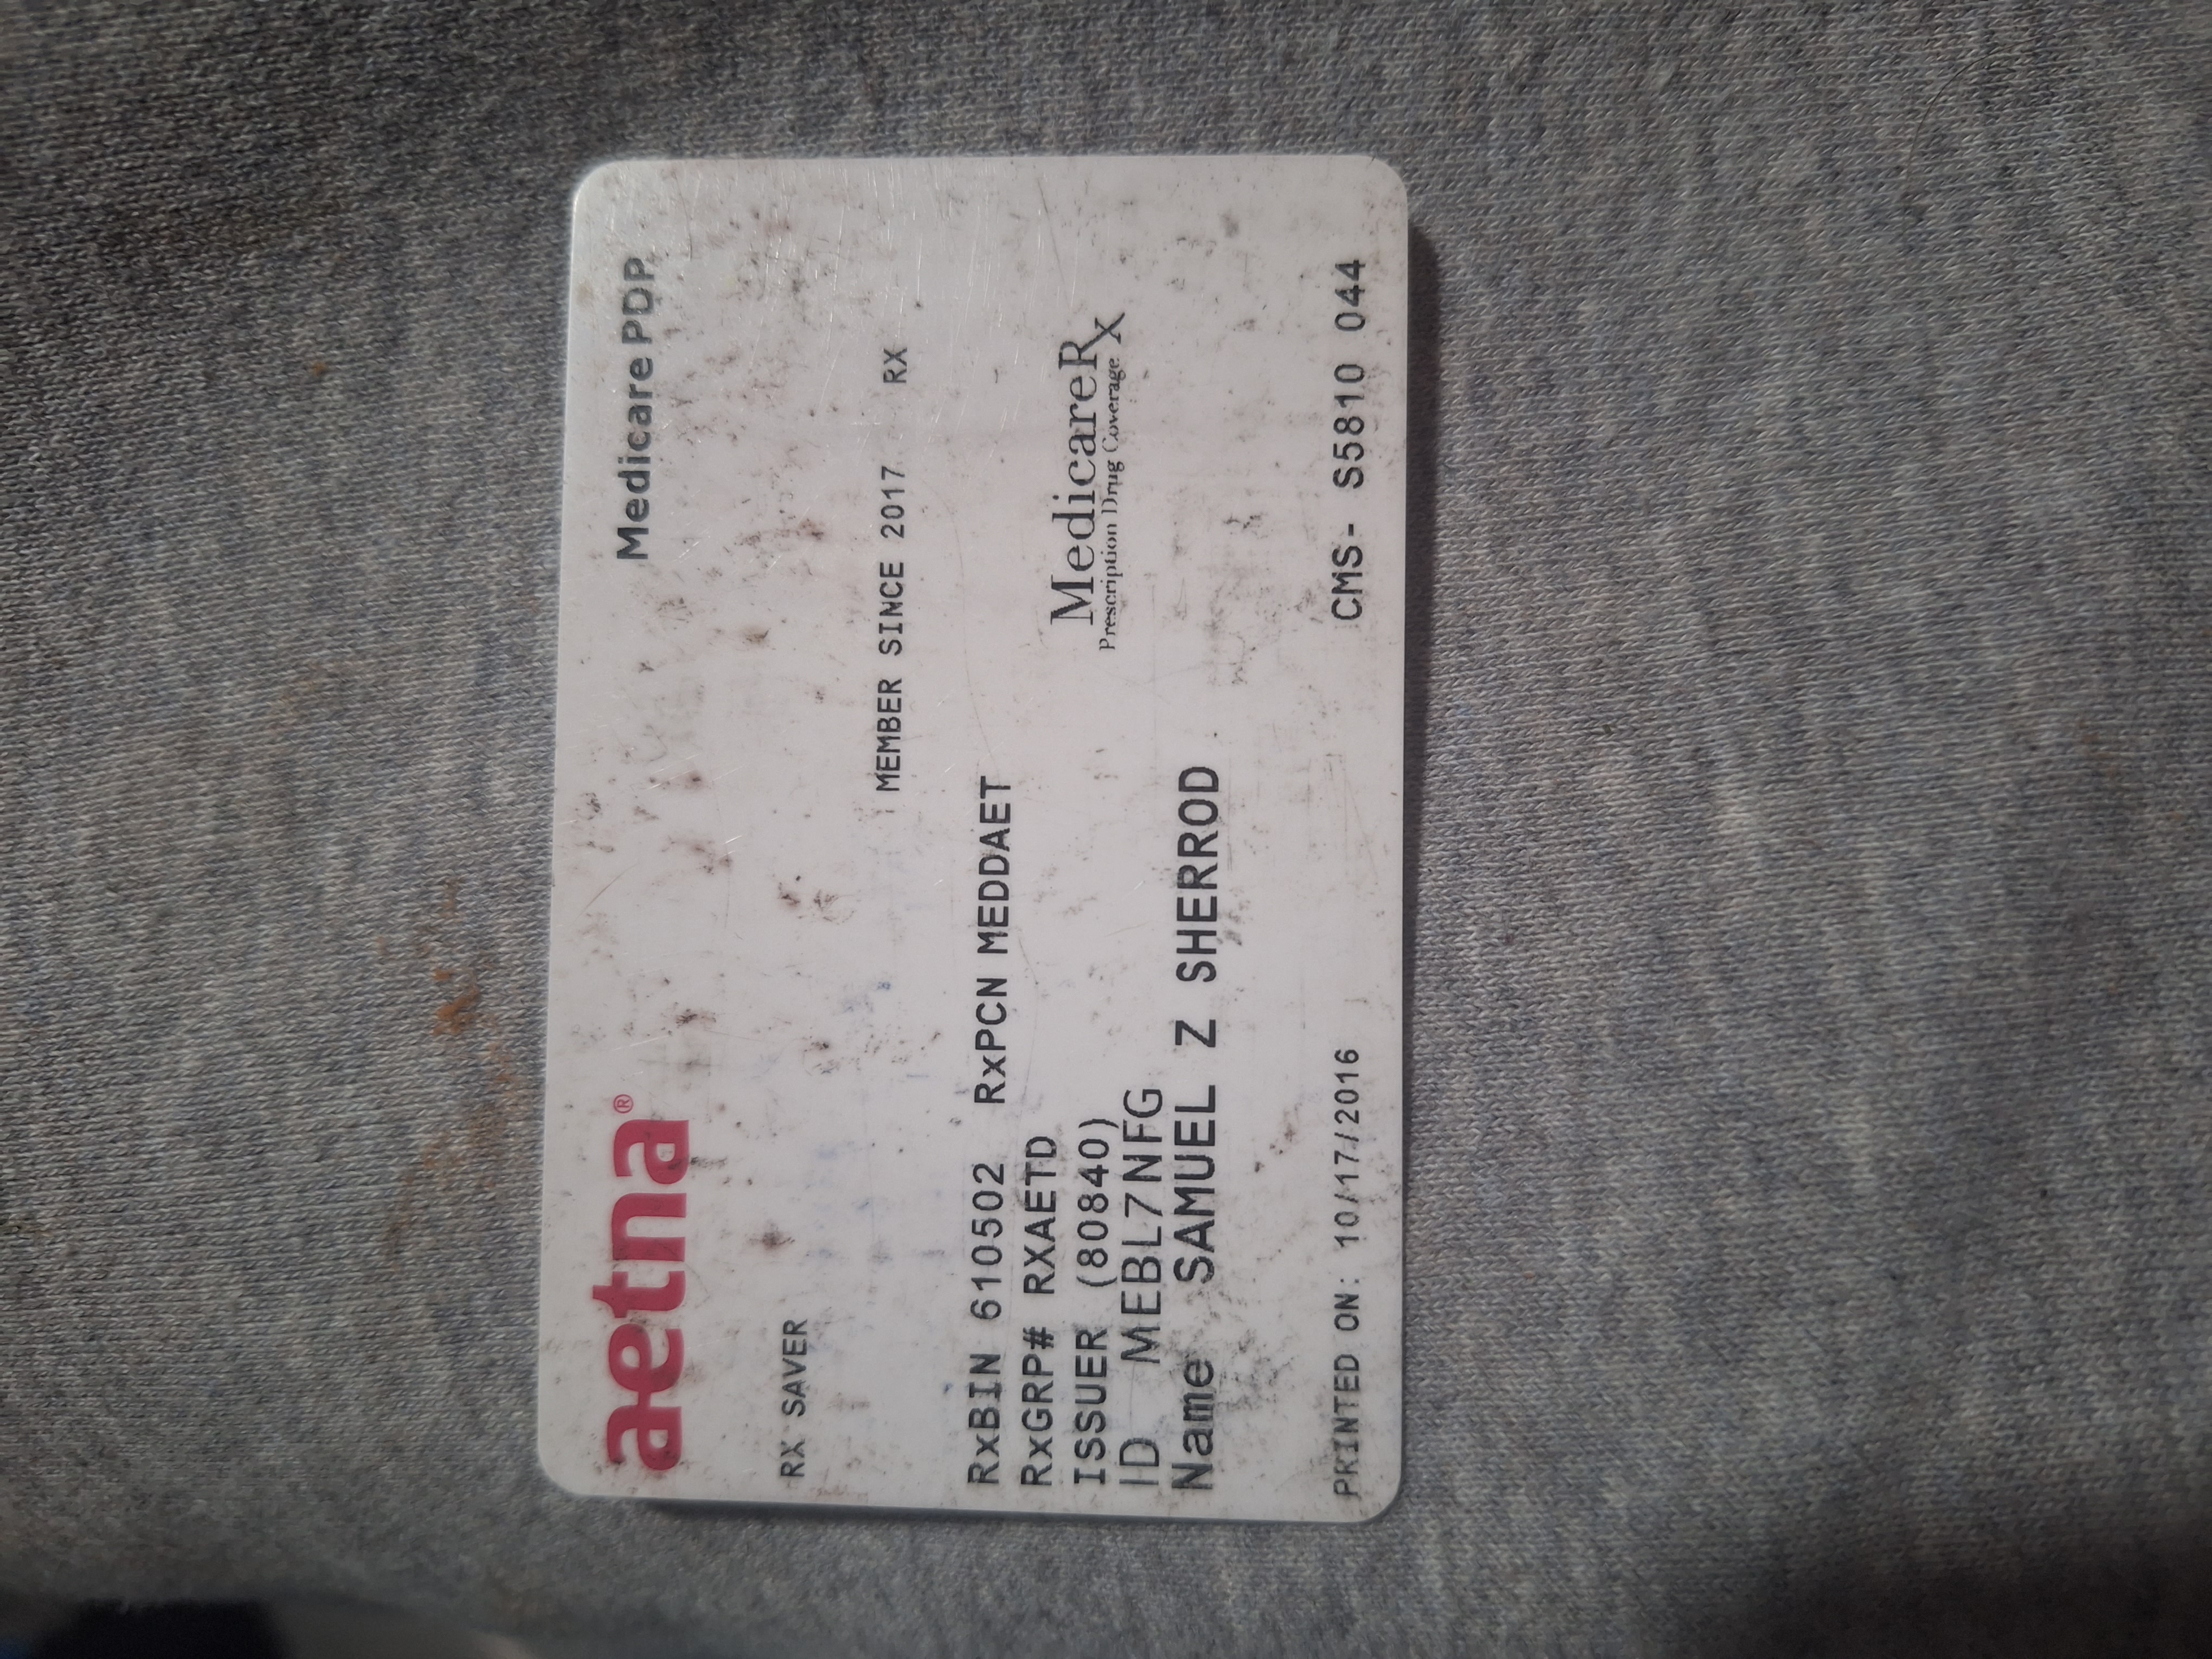 aetna® Medicare PDP
RX SAVER
MEMBER SINCE 2017 RX
RxBIN 610502 RxPCN MEDDAET
RxGRP# RXAETD
ISSUER (80840)
ID MEBL7NFG
Name SAMUEL Z SHERROD
MedicareRx
Prescription Drug Coverage
PRINTED ON: 10/17/2016 CMS- S5810 044